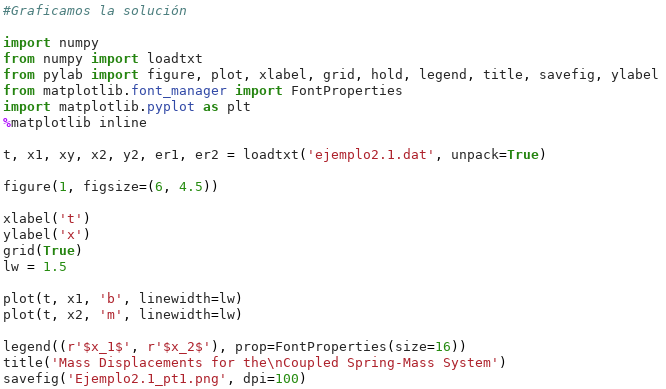 #Graficamos la solución
import numpy
from numpy import loadtxt
from pylab import figure, plot, xlabel, grid, hold, legend, title, savefig, ylabel
from matplotlib.font_manager import FontProperties
import matplotlib.pyplot as plt
%matplotlib inline
t, x1, xy, x2, y2, er1, er2 = loadtxt('ejemplo2.1.dat', unpack=True)
figure(1, figsize=(6, 4.5))
xlabel('t')
ylabel('x')
grid(True)
lw = 1.5
plot(t, x1, 'b', linewidth=lw)
plot(t, x2, 'm', linewidth=lw)
legend((r'$x_1$', r'$x_2$'), prop=FontProperties(size=16))
title('Mass Displacements for the\nCoupled Spring-Mass System')
savefig('Ejemplo2.1_pt1.png', dpi=100)